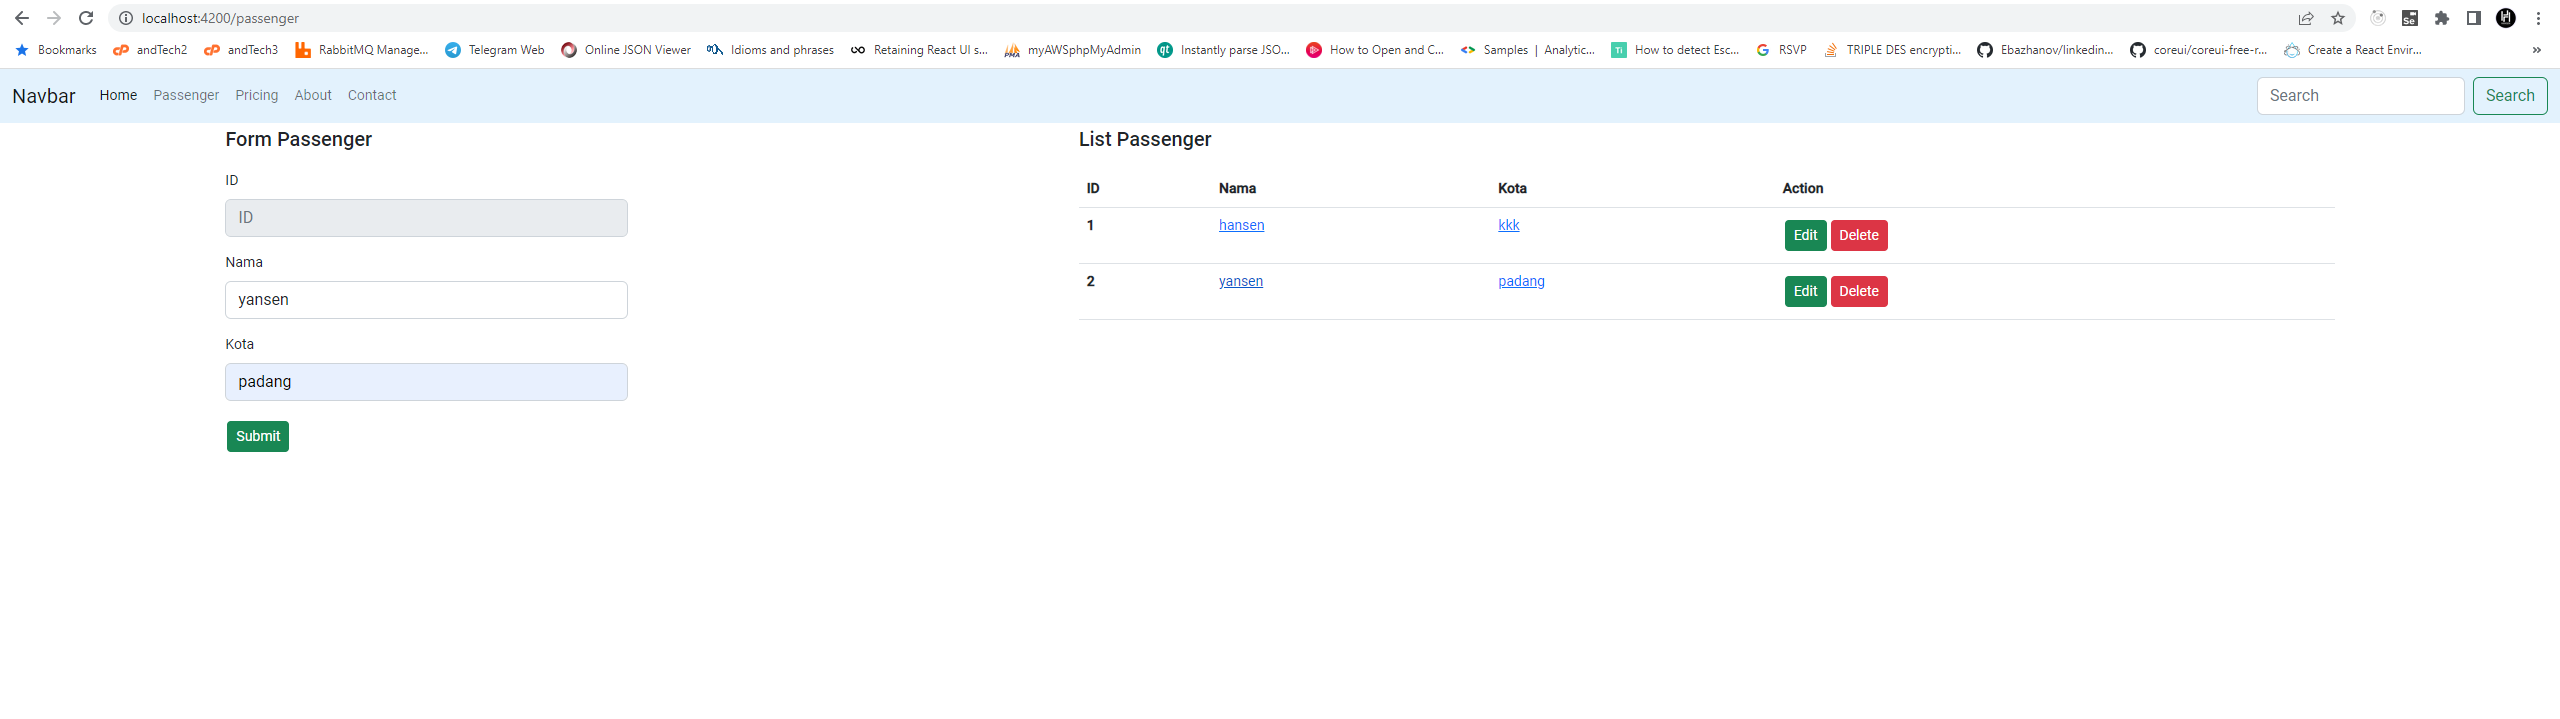 localhost:4200/passenger
Bookmarks andTech2 andTech3 RabbitMQ Manage... Telegram Web Online JSON Viewer Idioms and phrases Retaining React UI s... myAWSphpMyAdmin Instantly parse JSO... How to Open and C... Samples | Analytic... How to detect Esc... RSVP TRIPLE DES encrypti... Ebazhanov/linkedin... coreui/coreui-free-r... Create a React Envir... »
Navbar Home Passenger Pricing About Contact Search Search
Form Passenger
ID
ID
Nama
yansen
Kota
padang
Submit
List Passenger
ID Nama Kota Action
1 hansen kkk Edit Delete
2 yansen padang Edit Delete